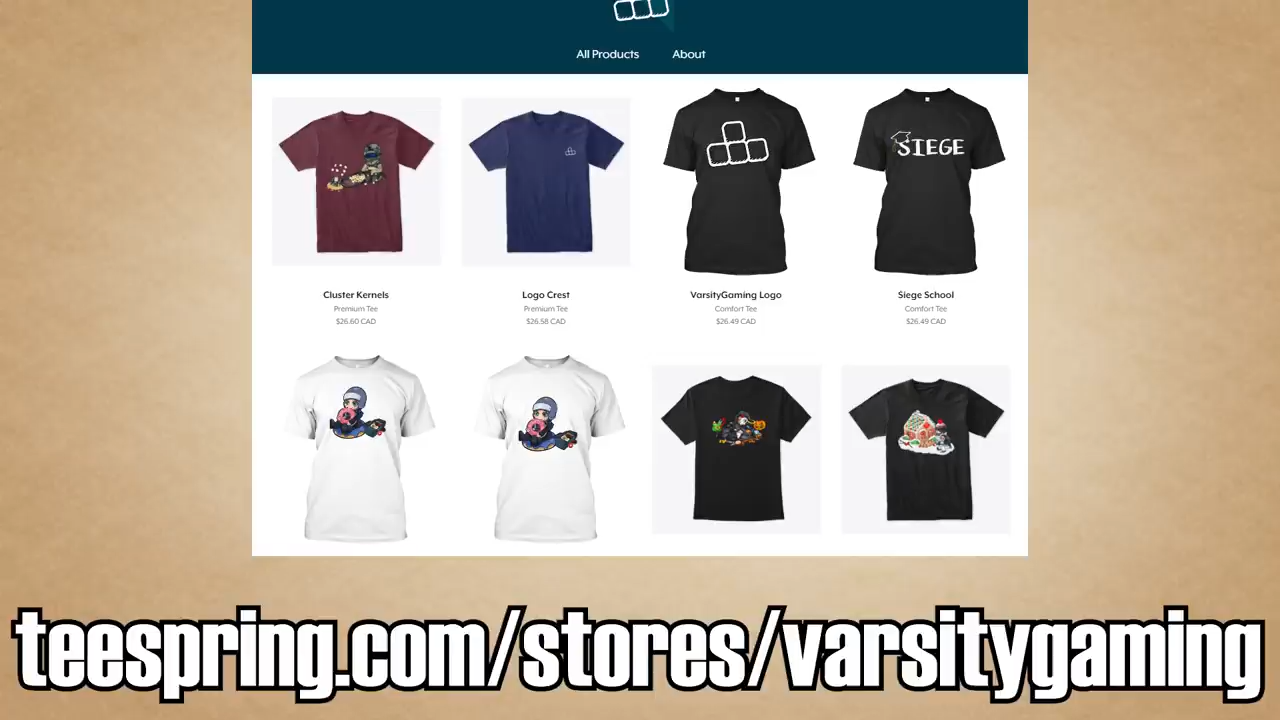 All Products About
SIEGE
Cluster Kernels
Premium Tee
$26.60 CAD
Logo Crest
Premium Tee
$26.58 CAD
VarsityGaming Logo
Comfort Tee
$26.49 CAD
Siege School
Comfort Tee
$26.49 CAD
teespring.com/stores/varsitygaming